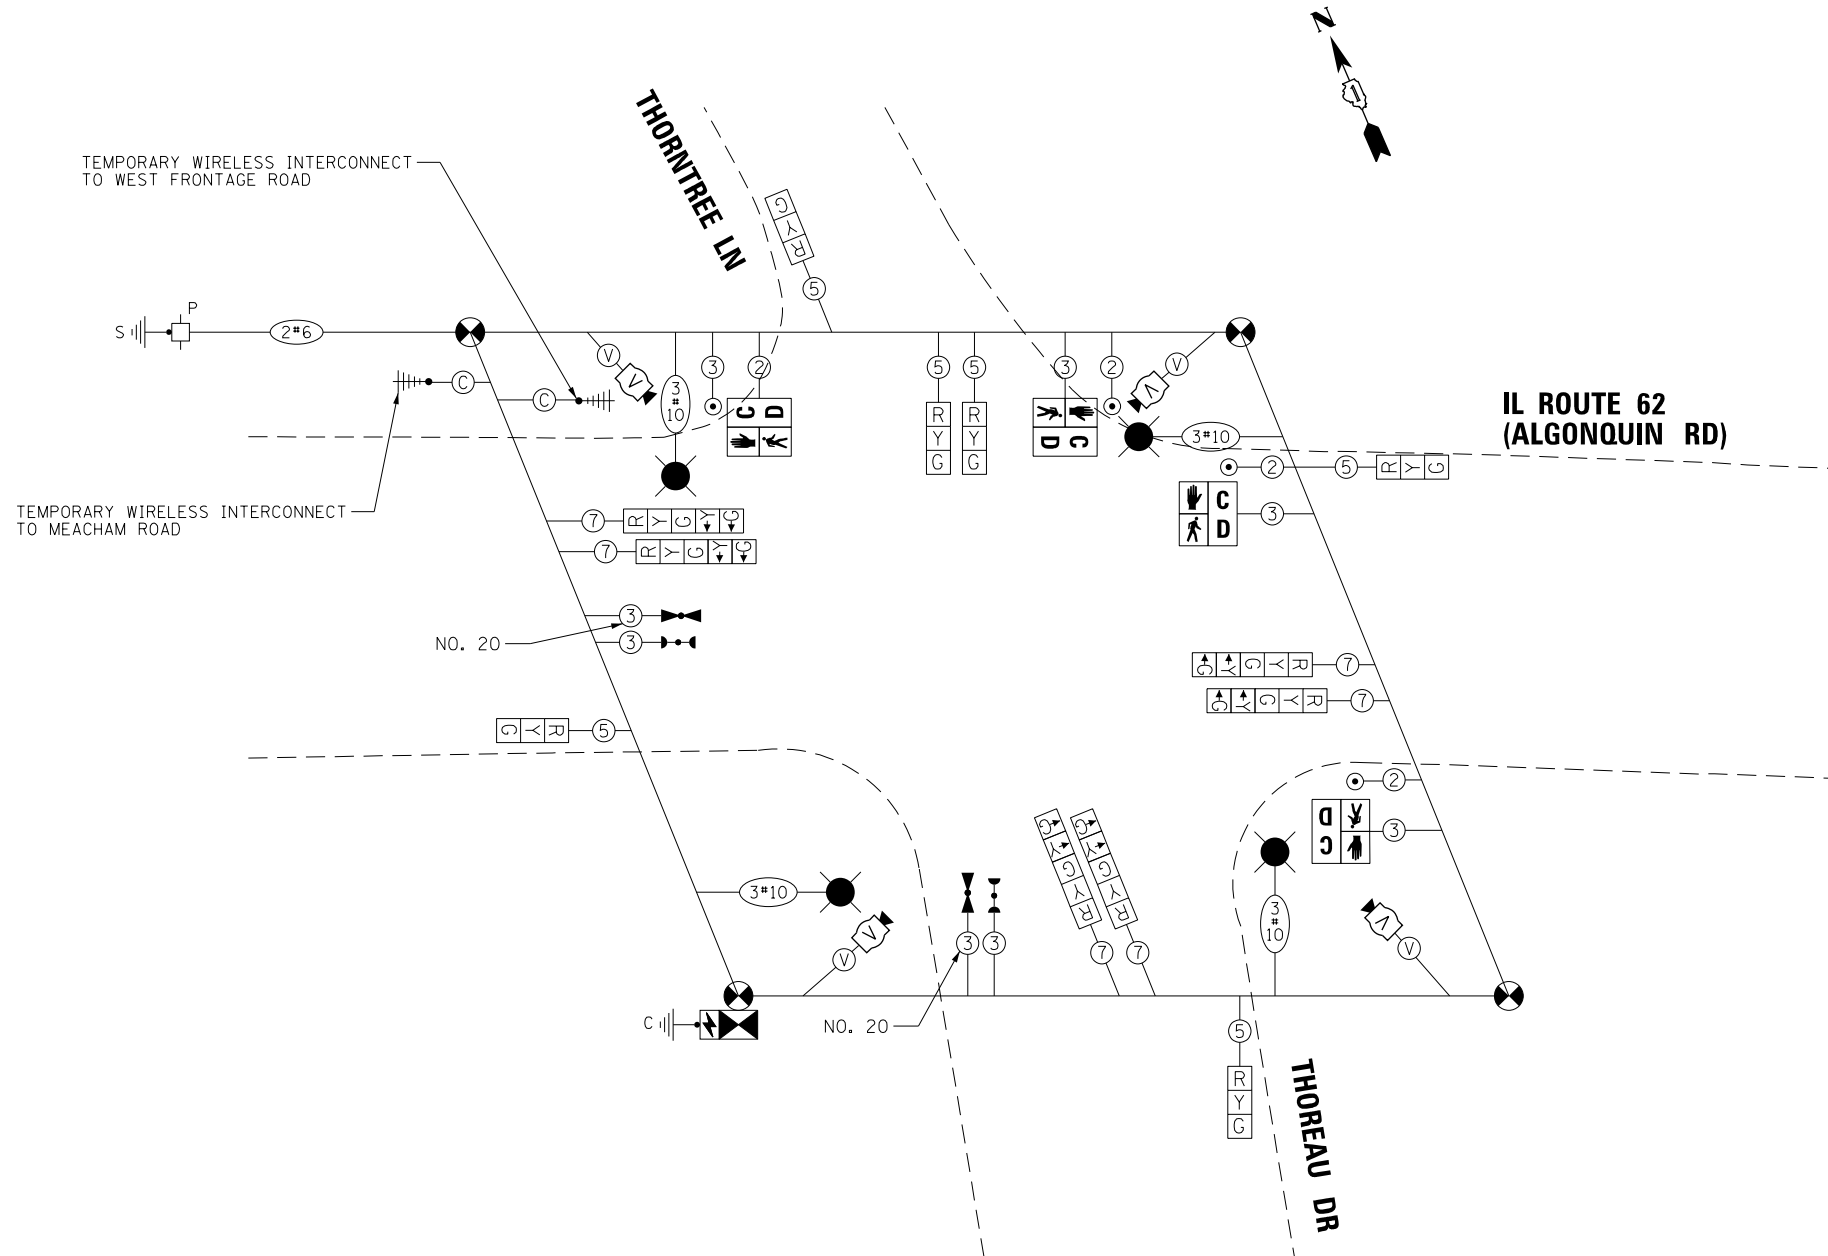 N
THORNTREE LN
TEMPORARY WIRELESS INTERCONNECT
TO WEST FRONTAGE ROAD
R Y G
5
S
P
2#6
V
3
#
10
3
2
C D
5
5
R
Y
G
R
Y
G
3
2
V
C
D
C
C
IL ROUTE 62
(ALGONQUIN RD)
3#10
2
5
R Y G
C
D
3
TEMPORARY WIRELESS INTERCONNECT
TO MEACHAM ROAD
V
V
7
R Y G Y G
7
R Y G Y G
3
NO. 20
3
R Y G
5
R Y G Y G
7
R Y G Y G
7
2
C
D
3
R Y G Y G
R Y G Y G
3#10
V
V
3
3
7
7
3
#
10
V
V
C
NO. 20
5
R
Y
G
THOREAU DR